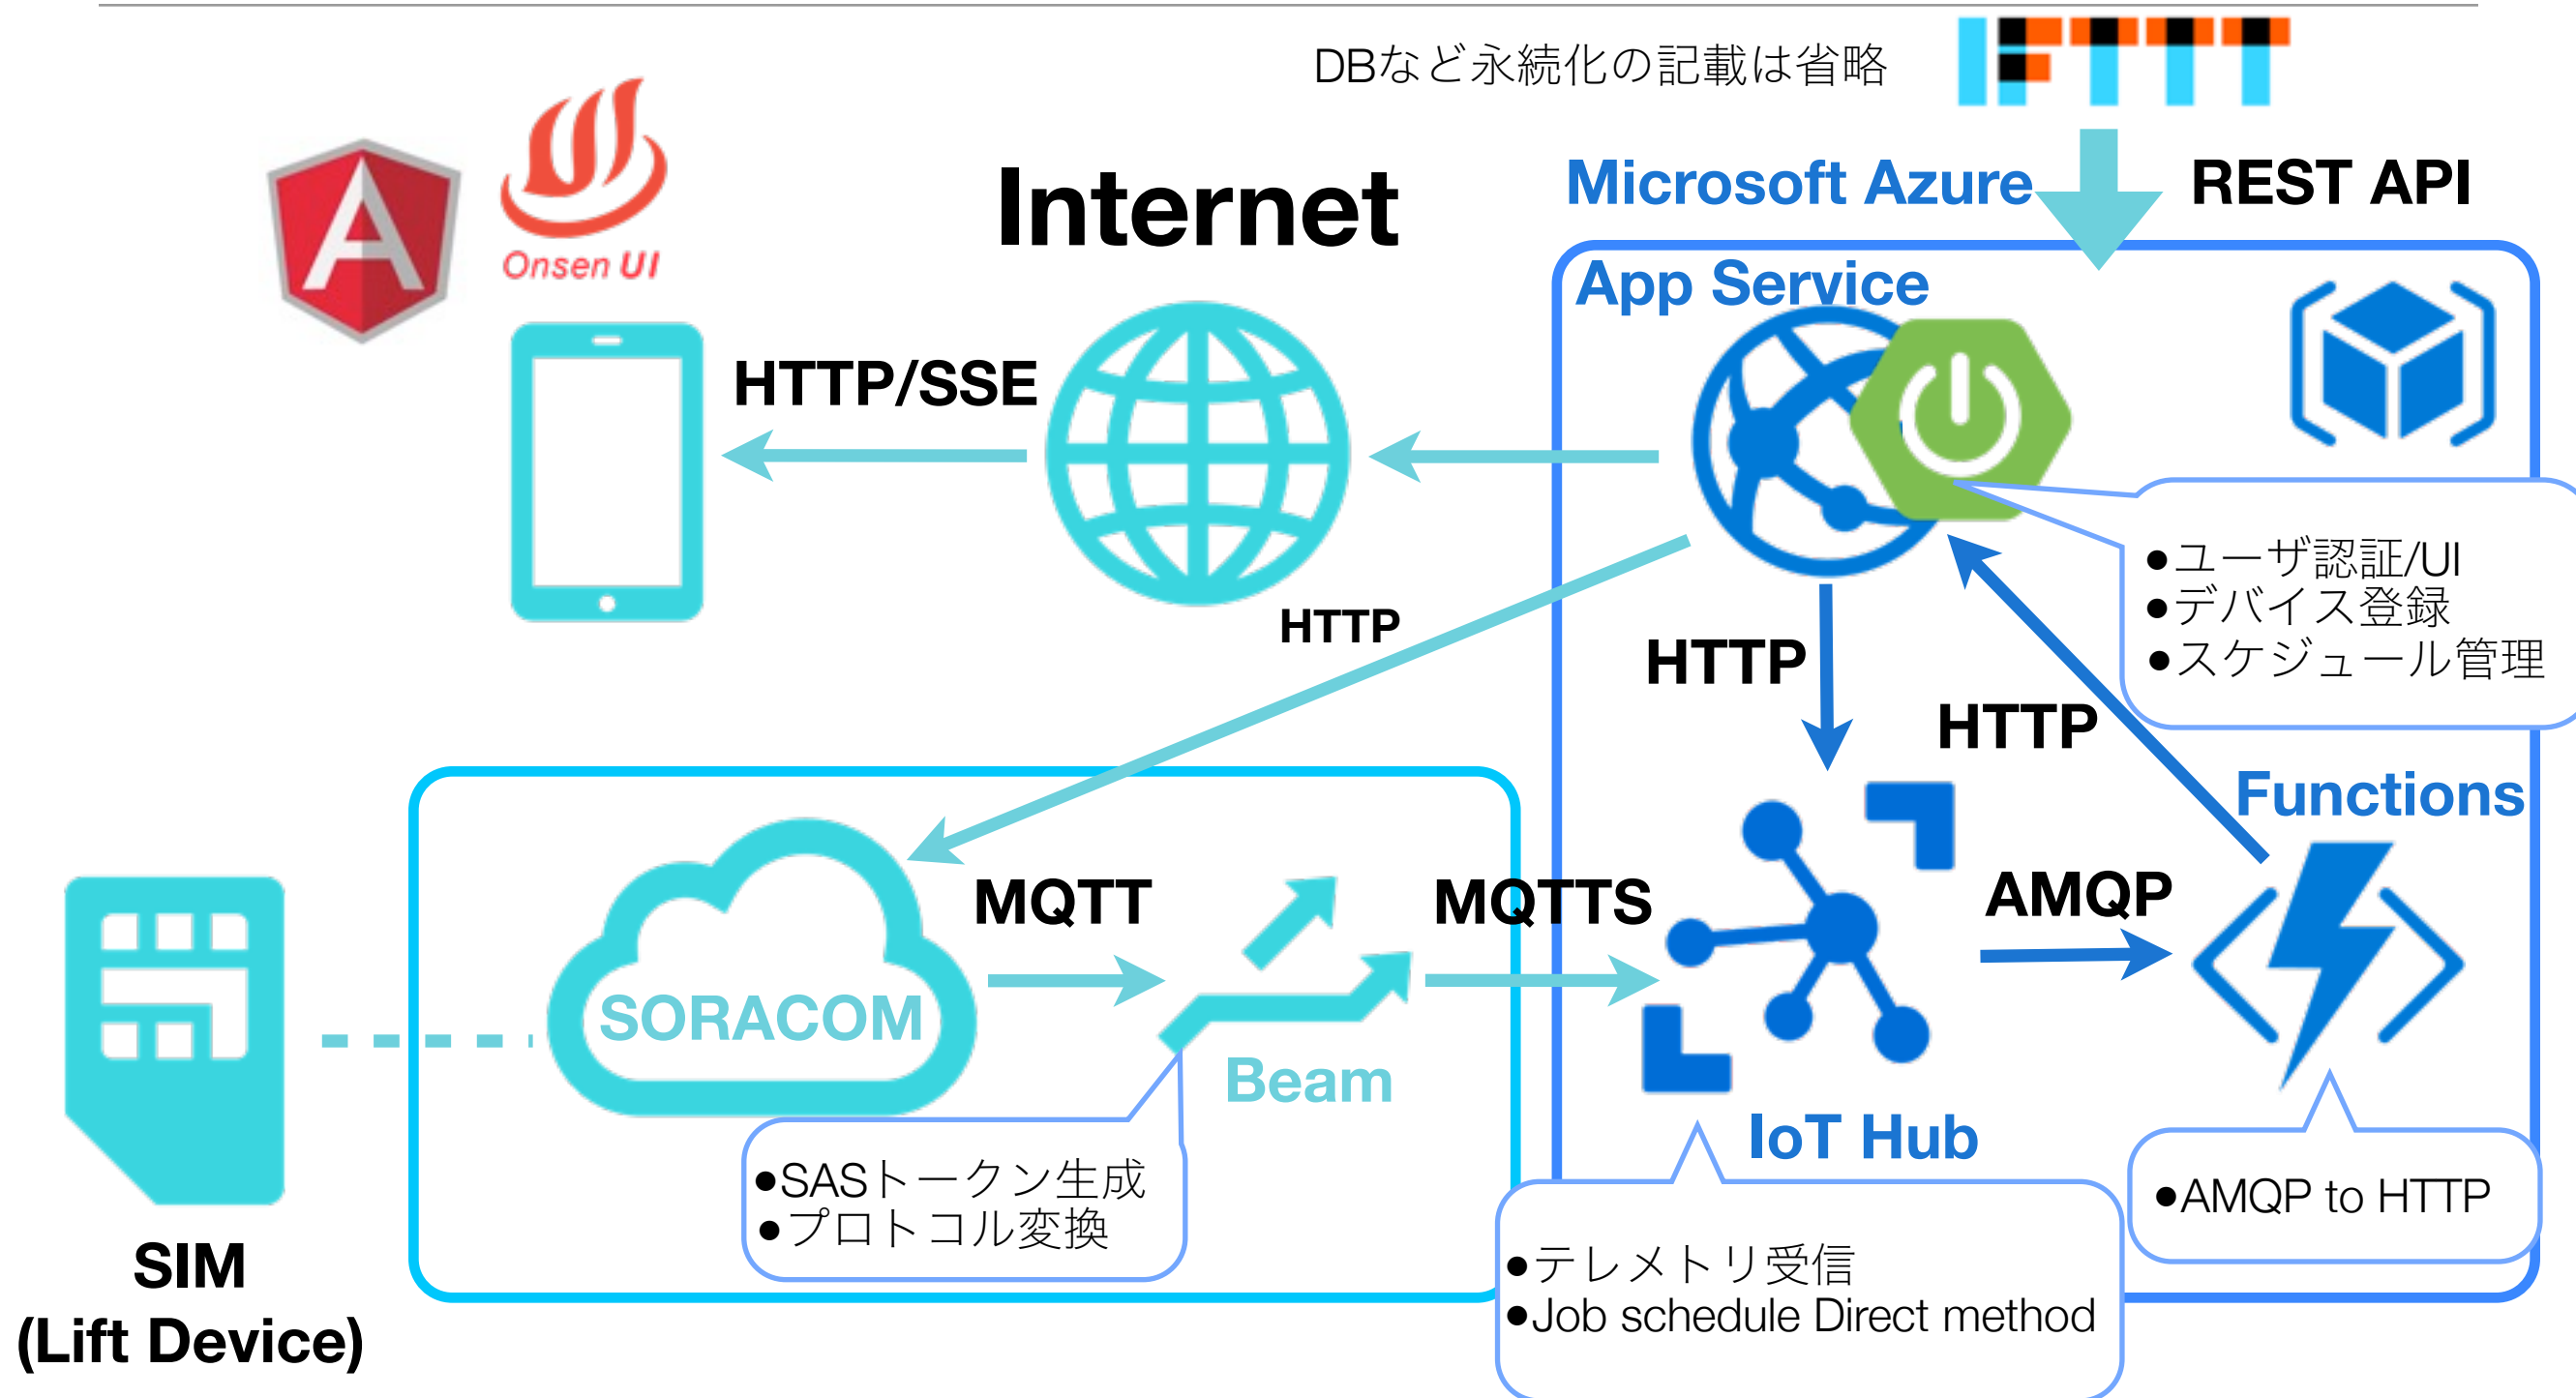 DBなど永続化の記載は省略
IFTTT
Onsen UI
Internet
Microsoft Azure
REST API
App Service
HTTP/SSE
●ユーザ認証/UI
●デバイス登録
●スケジュール管理
HTTP
HTTP
HTTP
Functions
MQTT
MQTTS
AMQP
SORACOM
Beam
IoT Hub
●SASトークン生成
●プロトコル変換
●AMQP to HTTP
●テレメトリ受信
●Job schedule Direct method
SIM
(Lift Device)
A